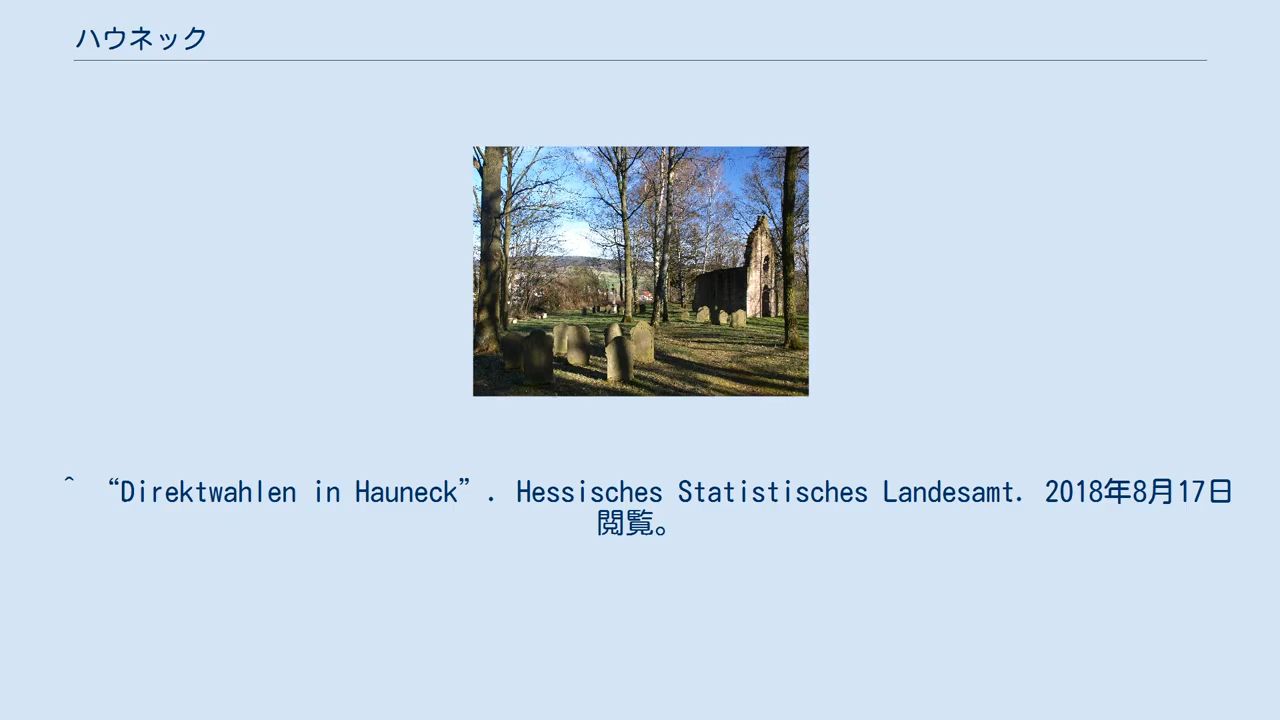 ハウネック
^ “Direktwahlen in Hauneck”. Hessisches Statistisches Landesamt. 2018年8月17日
閲覧。